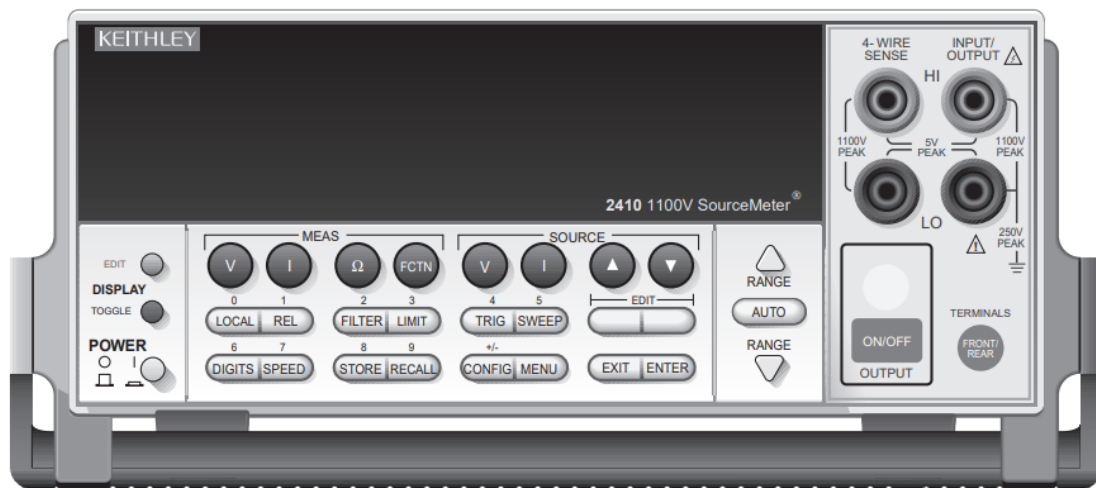 KEITHLEY
2410 1100V SourceMeter®
4- WIRE
SENSE
INPUT/
OUTPUT
HI
1100V
PEAK
5V
PEAK
1100V
PEAK
LO
250V
PEAK
MEAS
SOURCE
EDIT
DISPLAY
TOGGLE
POWER
O I
V I Ω FCTN V I
0 1 2 3 4 5 EDIT
LOCAL REL FILTER LIMIT TRIG SWEEP
6 7 8 9 +/-
DIGITS SPEED STORE RECALL CONFIG MENU EXIT ENTER
RANGE
AUTO
RANGE
ON/OFF
OUTPUT
TERMINALS
FRONT/
REAR